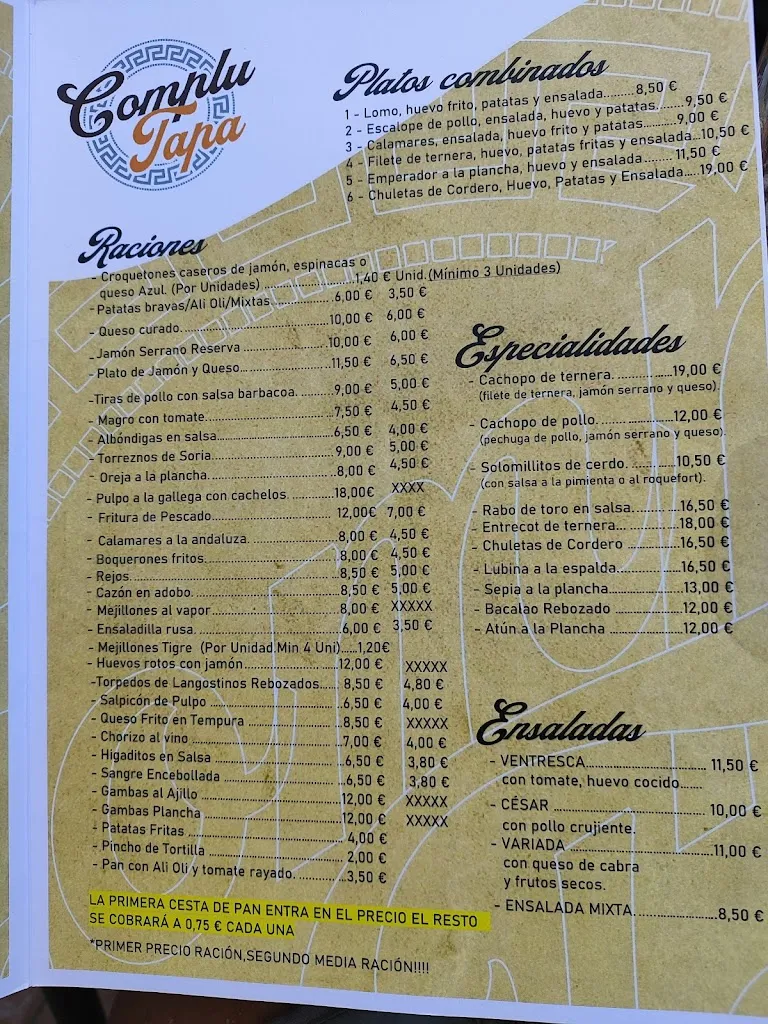 Complu
Tapa
Platos combinados
1 - Lomo, huevo frito, patatas y ensalada.........8,50 €
2 - Escalope de pollo, ensalada, huevo y patatas.......9,50 €
3 - Calamares, ensalada, huevo frito y patatas.........9,00 €
4 - Filete de ternera, huevo, patatas fritas y ensalada...10,50 €
5 - Emperador a la plancha, huevo y ensalada........ 11,50 €
6 - Chuletas de Cordero, Huevo, Patatas y Ensalada.....19,00 €
Raciones
- Croquetones caseros de jamón, espinacas o
queso Azul. (Por Unidades) ......................1,40 € Unid.(Mínimo 3 Unidades)
- Patatas bravas/Ali Oli/Mixtas...................6,00 € 3,50 €
- Queso curado.................................10,00 € 6,00 €
- Jamón Serrano Reserva ...................10,00 € 6,00 €
- Plato de Jamón y Queso....................11,50 € 6,50 €
-Tiras de pollo con salsa barbacoa. ........9,00 € 5,00 €
- Magro con tomate..........................7,50 € 4,50 €
- Albóndigas en salsa.......................6,50 € 4,00 €
- Torreznos de Soria........................9,00 € 5,00 €
- Oreja a la plancha........................8,00 € 4,50 €
- Pulpo a la gallega con cachelos. ..........18,00€ XXXX
- Fritura de Pescado..........................12,00€ 7,00 €
- Calamares a la andaluza...................8,00 € 4,50 €
- Boquerones fritos.........................8,00 € 4,50 €
- Rejos.....................................8,50 € 5,00 €
- Cazón en adobo............................8,50 € 5,00 €
- Mejillones al vapor.......................8,00 € XXXXX
- Ensaladilla rusa..........................6,00 € 3,50 €
- Mejillones Tigre (Por Unidad.Min 4 Uni)......1,20€
- Huevos rotos con jamón....................12,00 € XXXXX
-Torpedos de Langostinos Rebozados...... 8,50 € 4,80 €
- Salpicón de Pulpo ........................6,50 € 4,00 €
- Queso Frito en Tempura ...................8,50 € XXXXX
- Chorizo al vino ..........................7,00 € 4,00 €
- Higaditos en Salsa .......................6,50 € 3,80 €
- Sangre Encebollada .......................6,50 € 3,80 €
- Gambas al Ajillo .........................12,00 € XXXXX
- Gambas Plancha ...........................12,00 € XXXXX
- Patatas Fritas ...........................4,00 €
- Pincho de Tortilla .......................2,00 €
- Pan con Ali Oli y tomate rayado. ............3,50 €
LA PRIMERA CESTA DE PAN ENTRA EN EL PRECIO EL RESTO
SE COBRARÁ A 0,75 € CADA UNA
*PRIMER PRECIO RACIÓN,SEGUNDO MEDIA RACIÓN!!!!
Especialidades
- Cachopo de ternera. ...............19,00 €
(filete de ternera, jamón serrano y queso).
- Cachopo de pollo...................12,00 €
(pechuga de pollo, jamón serrano y queso).
- Solomillitos de cerdo. ............10,50 €
(con salsa a la pimienta o al roquefort).
- Rabo de toro en salsa...........16,50 €
- Entrecot de ternera... .............18,00 €
- Chuletas de Cordero .............16,50 €
- Lubina a la espalda................16,50 €
- Sepia a la plancha...................13,00 €
- Bacalao Rebozado .................12,00 €
- Atún a la Plancha ...................12,00 €
Ensaladas
- VENTRESCA............................... 11,50 €
con tomate, huevo cocido......
- CÉSAR ..................................... 10,00 €
con pollo crujiente.
- VARIADA ..................................11,00 €
con queso de cabra
y frutos secos.
- ENSALADA MIXTA.....................8,50 €